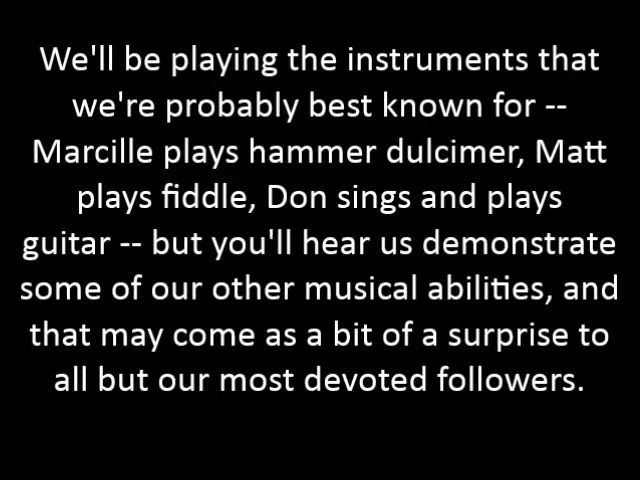 We'll be playing the instruments that
we're probably best known for --
Marcille plays hammer dulcimer, Matt
plays fiddle, Don sings and plays
guitar -- but you'll hear us demonstrate
some of our other musical abilities, and
that may come as a bit of a surprise to
all but our most devoted followers.